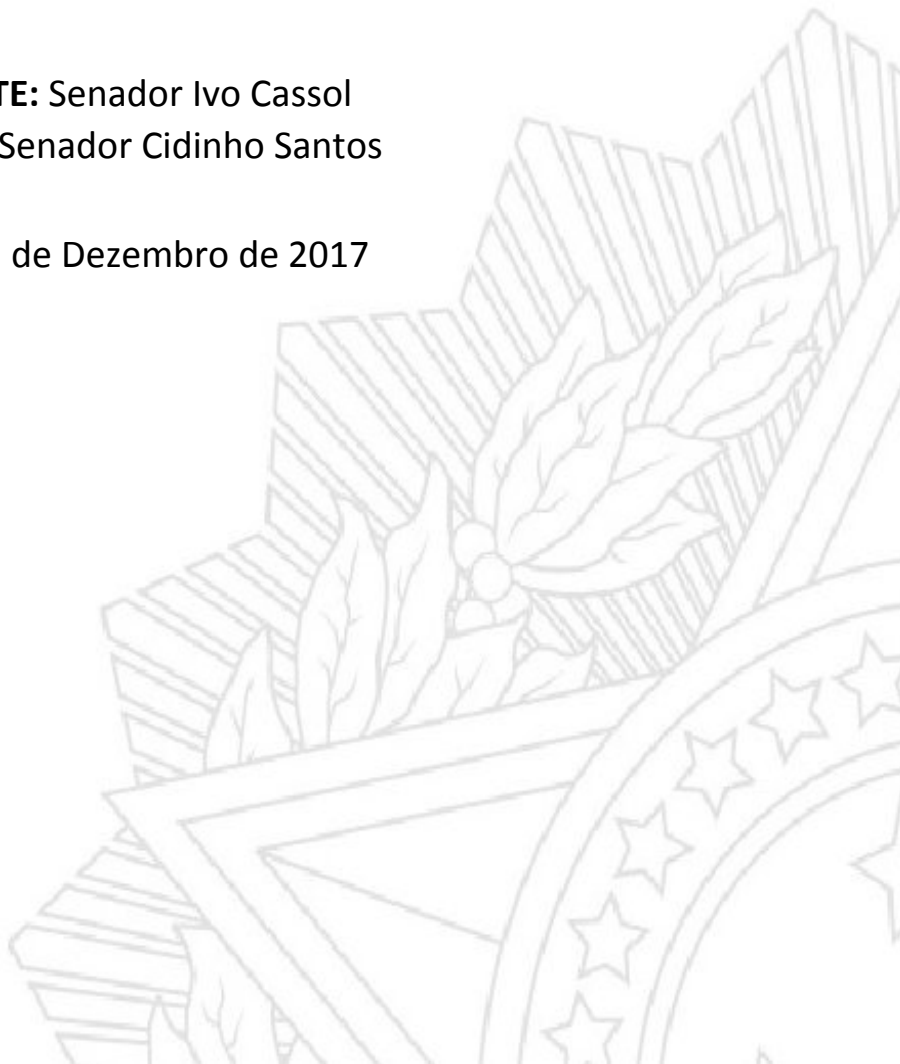 TE: Senador Ivo Cassol
Senador Cidinho Santos
de Dezembro de 2017